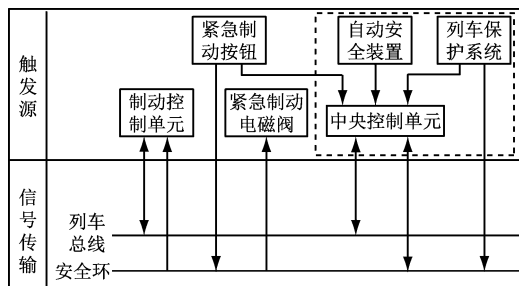 触发源
紧急制
动按钮
自动安
全装置
列车保
护系统
制动控
制单元
紧急制动
电磁阀
中央控制单元
信号传输
列车
总线
安全环